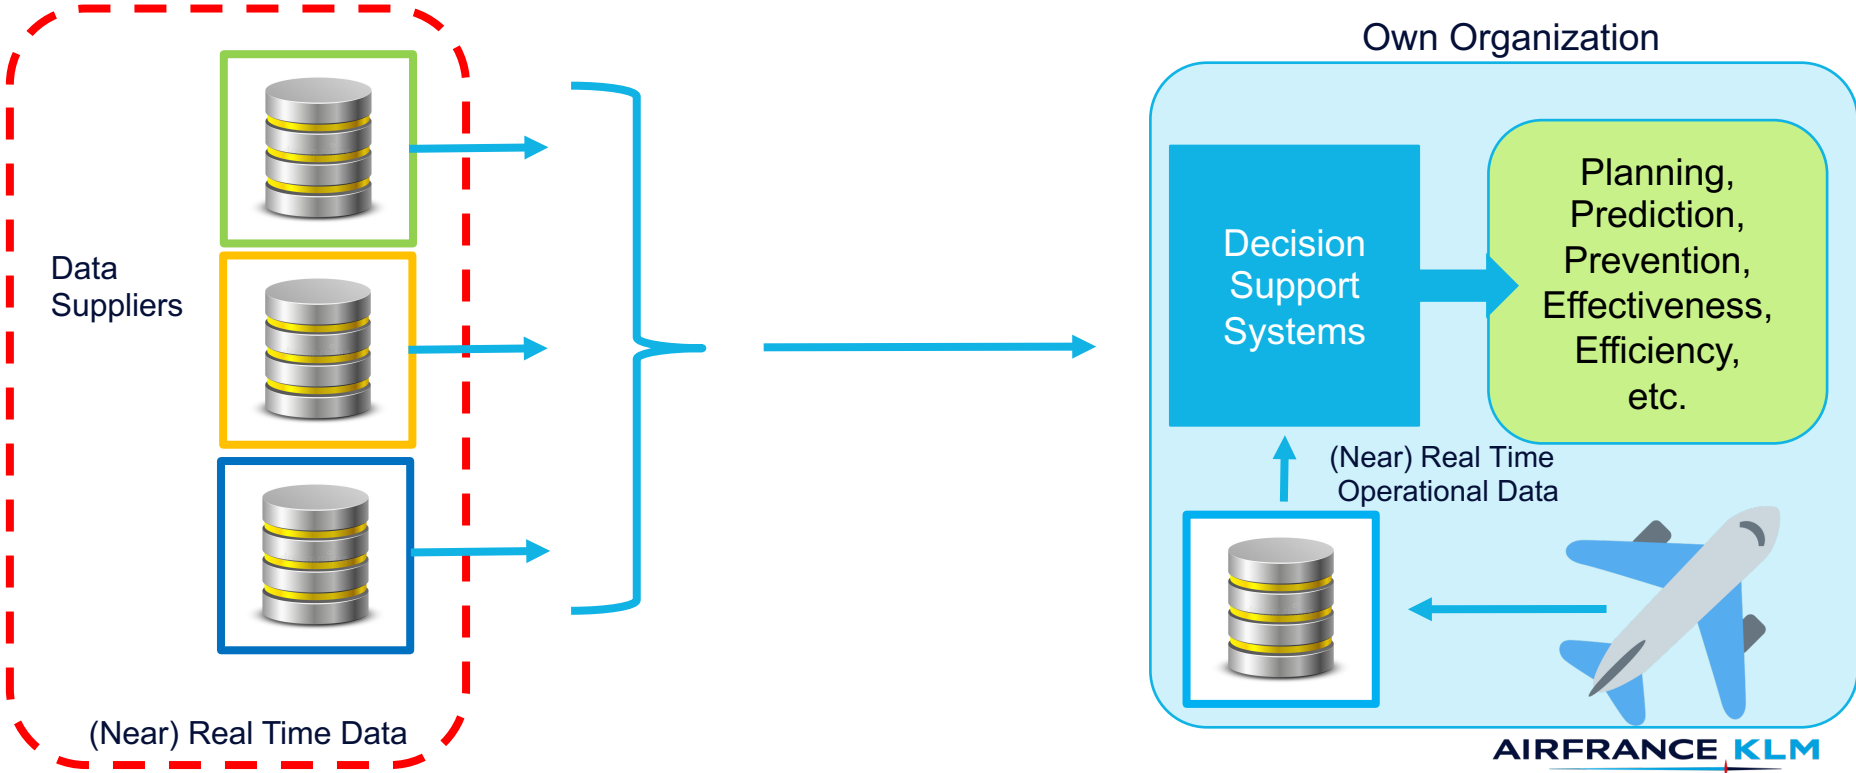 Own Organization
Data
Suppliers
(Near) Real Time Data
Decision
Support
Systems
Planning,
Prediction,
Prevention,
Effectiveness,
Efficiency,
etc.
(Near) Real Time
Operational Data
AIRFRANCE KLM